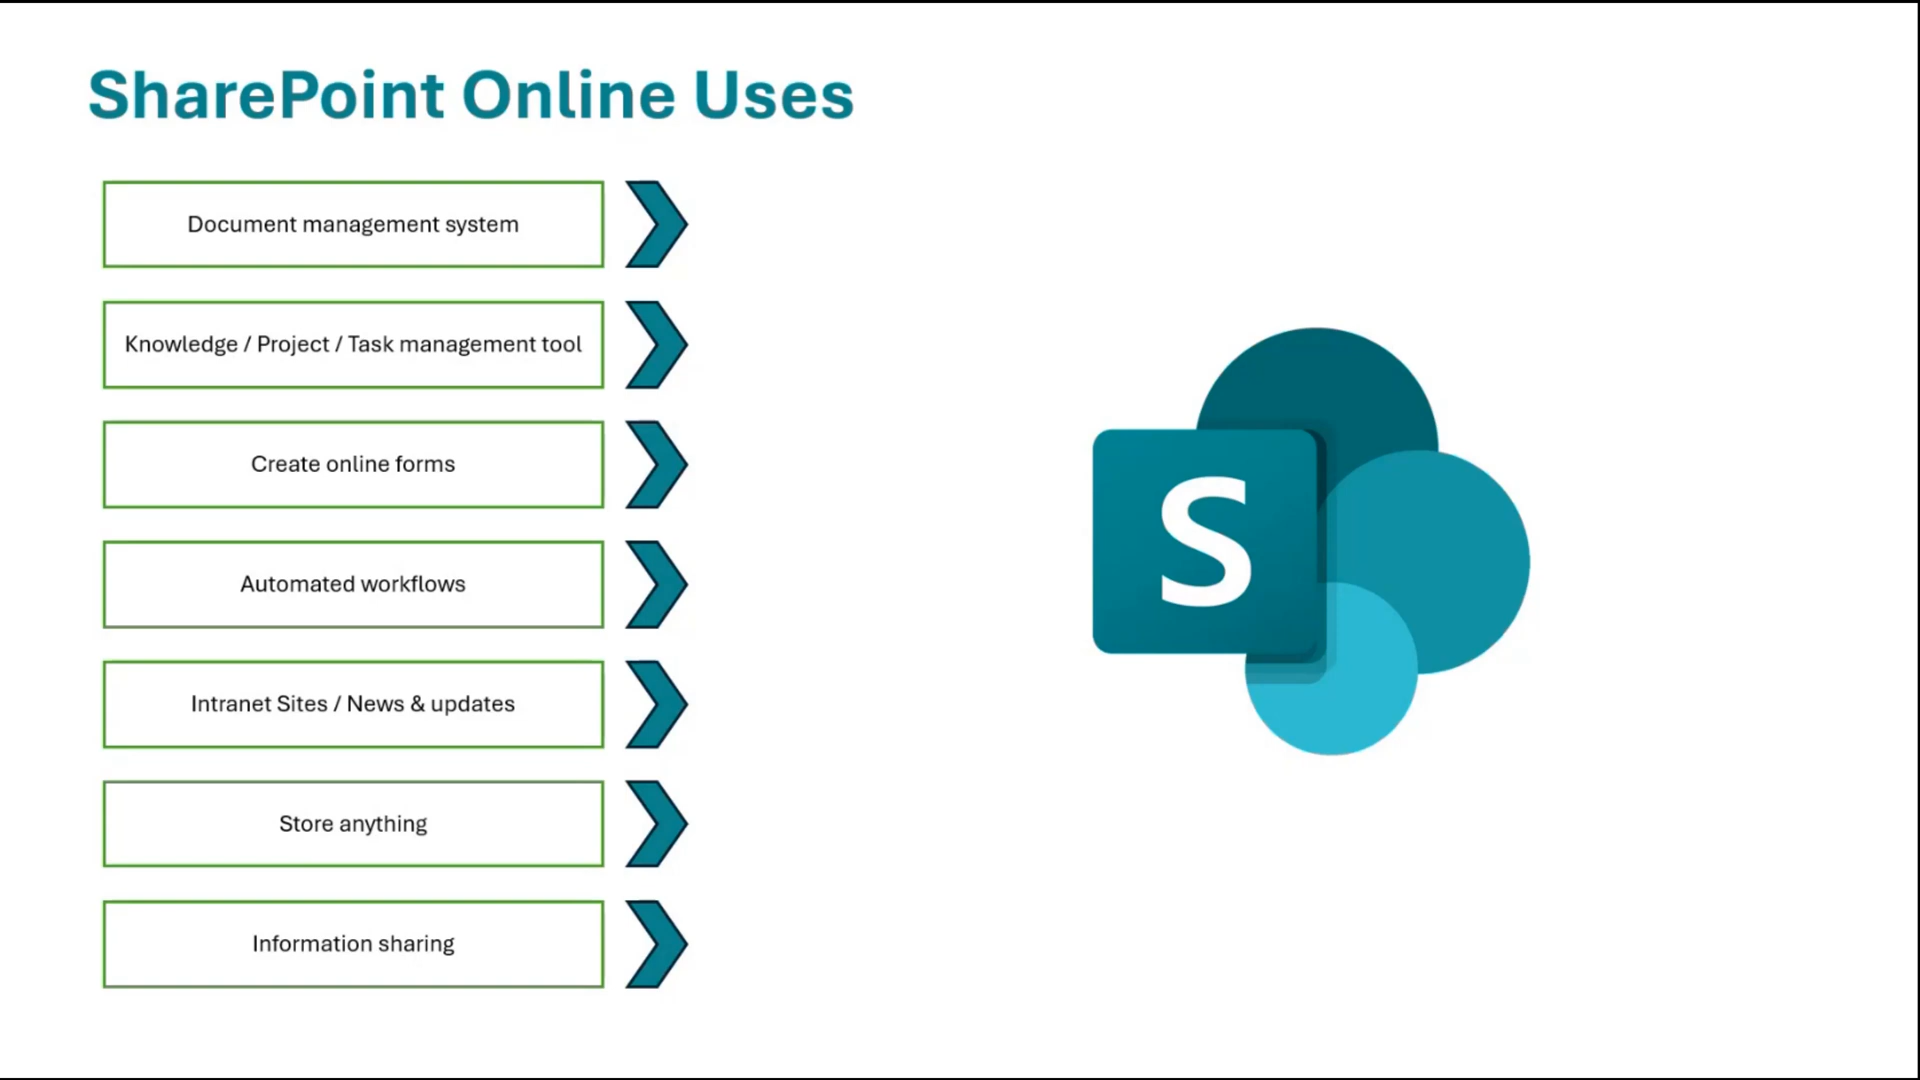 SharePoint Online Uses
Document management system
Knowledge / Project / Task management tool
Create online forms
Automated workflows
Intranet Sites / News & updates
Store anything
Information sharing
S